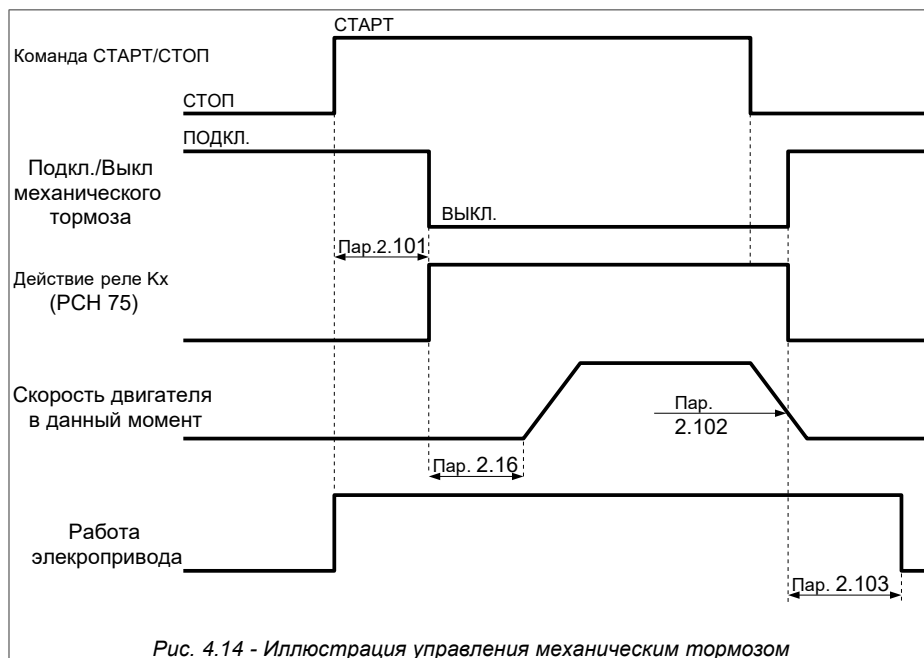 СТАРТ
Команда СТАРТ/СТОП
СТОП
ПОДКЛ.
Подкл./Выкл
механического
тормоза
ВЫКЛ.
Пар.2.101
Действие реле Kx
(PCH 75)
Скорость двигателя
в данный момент
Пар.
2.102
Пар. 2.16
Работа
элекропривода
Пар. 2.103
Рис. 4.14 - Иллюстрация управления механическим тормозом